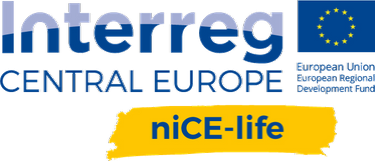 Interreg
CENTRAL EUROPE
European Union
European Regional
Development Fund
niCE-life